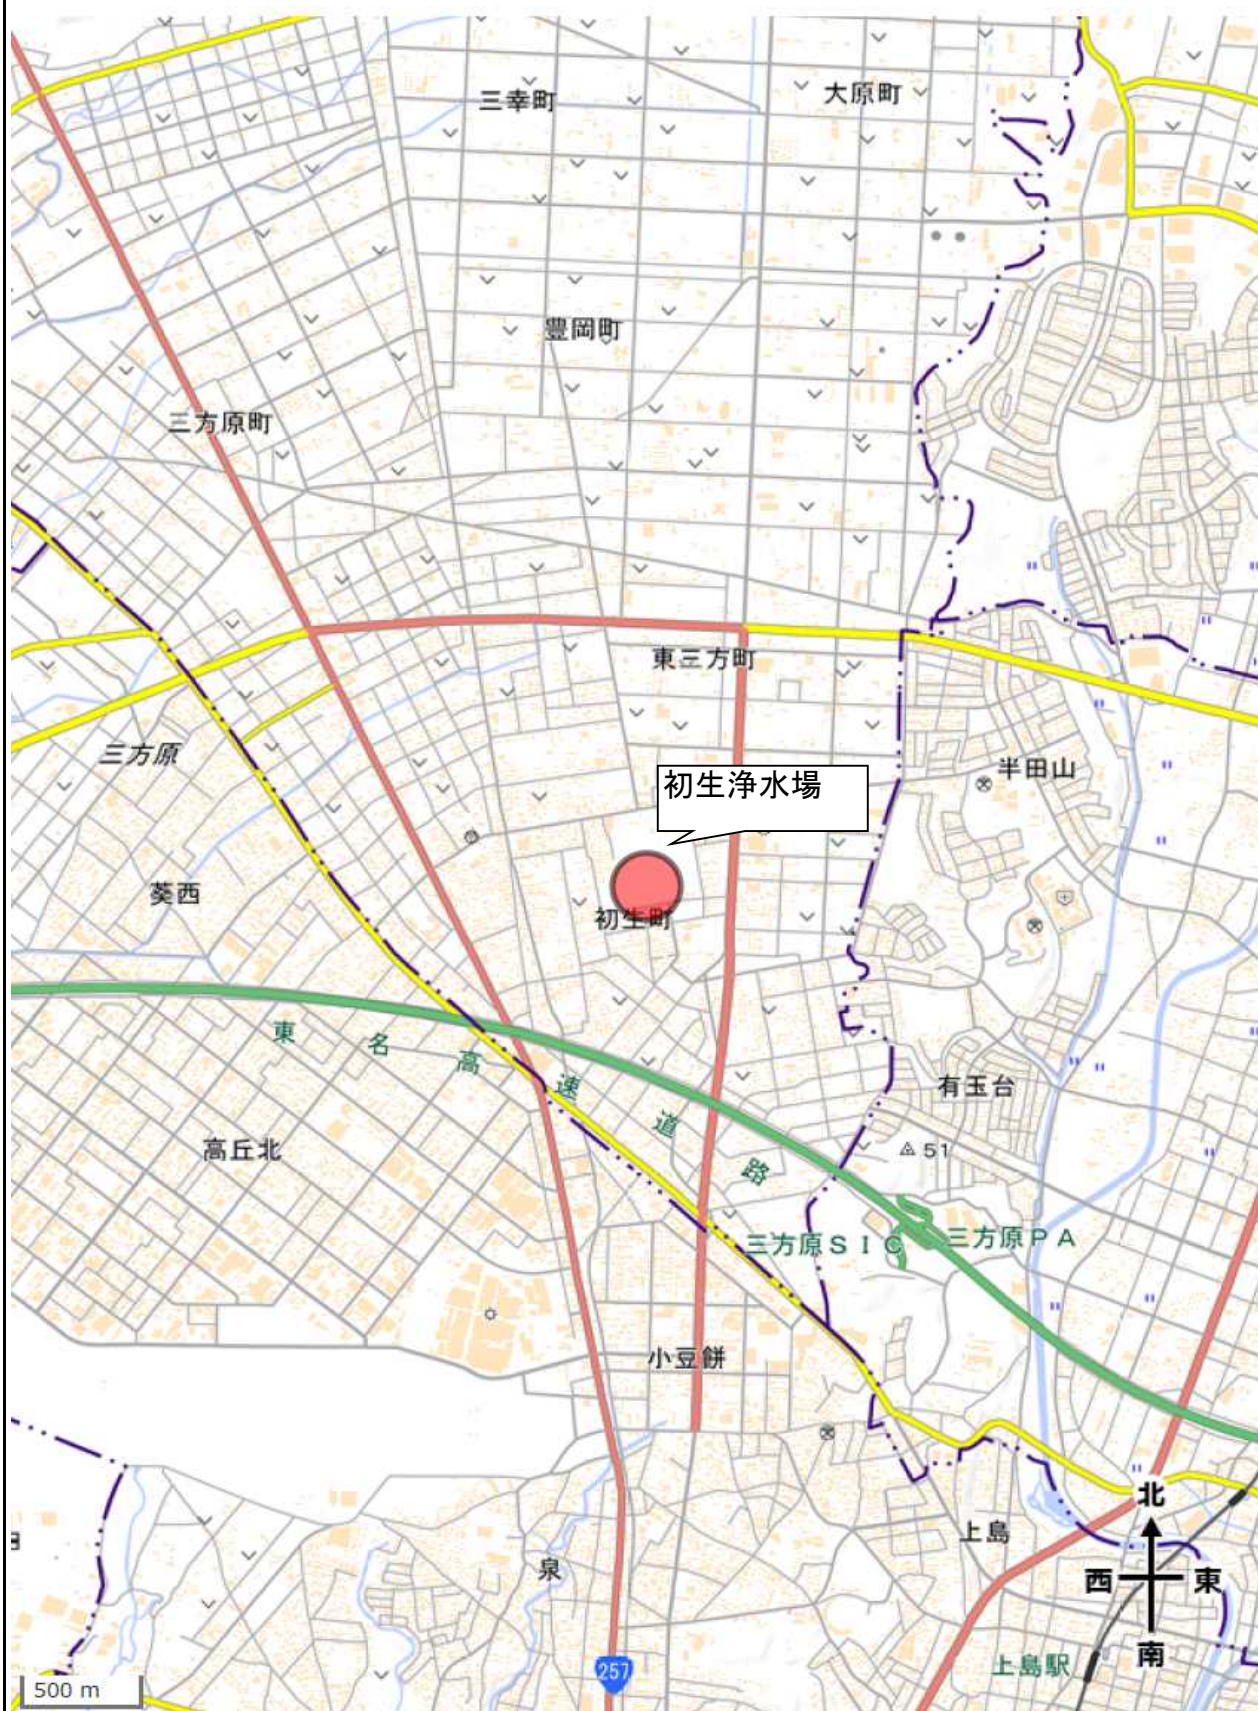 三幸町
大原町
豊岡町
三方原町
東三方町
三方原
半田山
初生浄水場
葵西
初生町
東名高速道路
有玉台
高丘北
51
三方原SIC
三方原PA
小豆餅
北
上島
泉
西
東
南
上島駅
257
500 m